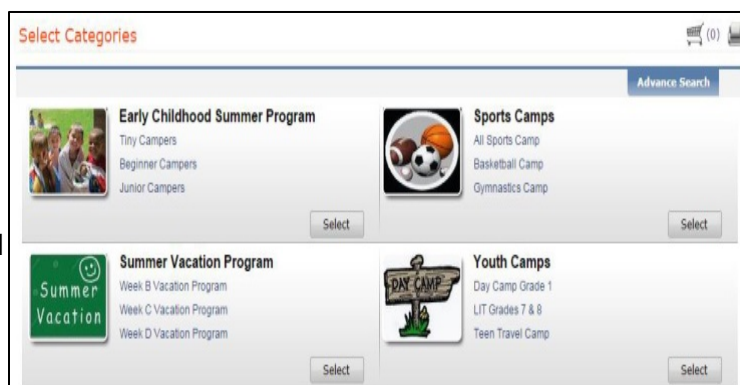 Select Categories
(0)
Advance Search
Early Childhood Summer Program
Tiny Campers
Beginner Campers
Junior Campers
Select
Sports Camps
All Sports Camp
Basketball Camp
Gymnastics Camp
Select
Summer Vacation
Summer Vacation Program
Week B Vacation Program
Week C Vacation Program
Week D Vacation Program
Select
DAY CAMP
Youth Camps
Day Camp Grade 1
LIT Grades 7 & 8
Teen Travel Camp
Select